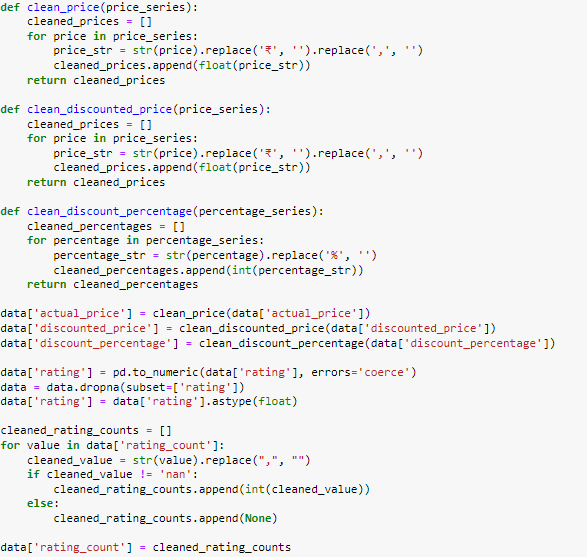 def clean_price(price_series):
    cleaned_prices = []
    for price in price_series:
        price_str = str(price).replace('₹', '').replace(',', '')
        cleaned_prices.append(float(price_str))
    return cleaned_prices

def clean_discounted_price(price_series):
    cleaned_prices = []
    for price in price_series:
        price_str = str(price).replace('₹', '').replace(',', '')
        cleaned_prices.append(float(price_str))
    return cleaned_prices

def clean_discount_percentage(percentage_series):
    cleaned_percentages = []
    for percentage in percentage_series:
        percentage_str = str(percentage).replace('%', '')
        cleaned_percentages.append(int(percentage_str))
    return cleaned_percentages

data['actual_price'] = clean_price(data['actual_price'])
data['discounted_price'] = clean_discounted_price(data['discounted_price'])
data['discount_percentage'] = clean_discount_percentage(data['discount_percentage'])

data['rating'] = pd.to_numeric(data['rating'], errors='coerce')
data = data.dropna(subset=['rating'])
data['rating'] = data['rating'].astype(float)

cleaned_rating_counts = []
for value in data['rating_count']:
    cleaned_value = str(value).replace(",", "")
    if cleaned_value != 'nan':
        cleaned_rating_counts.append(int(cleaned_value))
    else:
        cleaned_rating_counts.append(None)

data['rating_count'] = cleaned_rating_counts